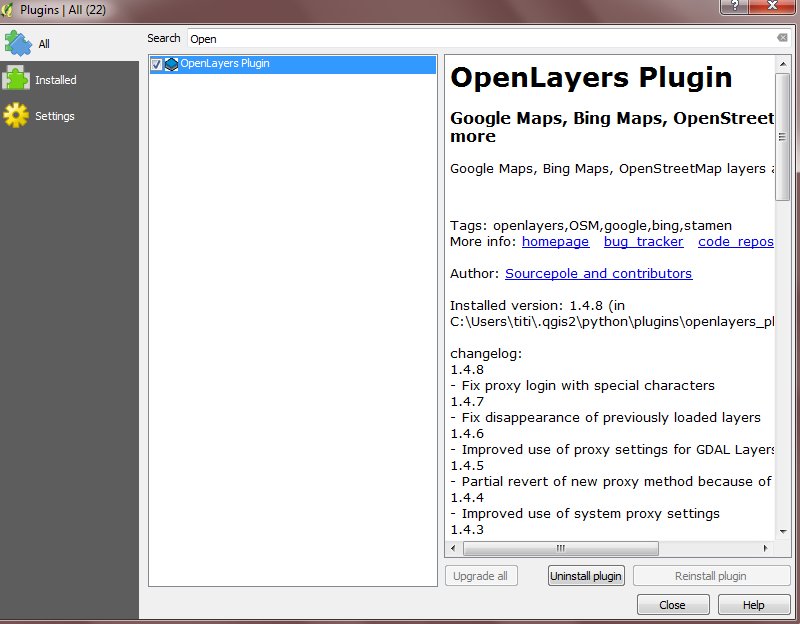 Plugins | All (22)
?
All
Installed
Settings
Search
Open
OpenLayers Plugin
OpenLayers Plugin
Google Maps, Bing Maps, OpenStreet
more
Google Maps, Bing Maps, OpenStreetMap layers a
Tags: openlayers,OSM,google,bing,stamen
More info: homepage bug tracker code repos
Author: Sourcepole and contributors
Installed version: 1.4.8 (in
C:\Users\titi\.qgis2\python\plugins\openlayers_pl
changelog:
1.4.8
- Fix proxy login with special characters
1.4.7
- Fix disappearance of previously loaded layers
1.4.6
- Improved use of proxy settings for GDAL Layers
1.4.5
- Partial revert of new proxy method because of
1.4.4
- Improved use of system proxy settings
1.4.3
Upgrade all
Uninstall plugin
Reinstall plugin
Close
Help